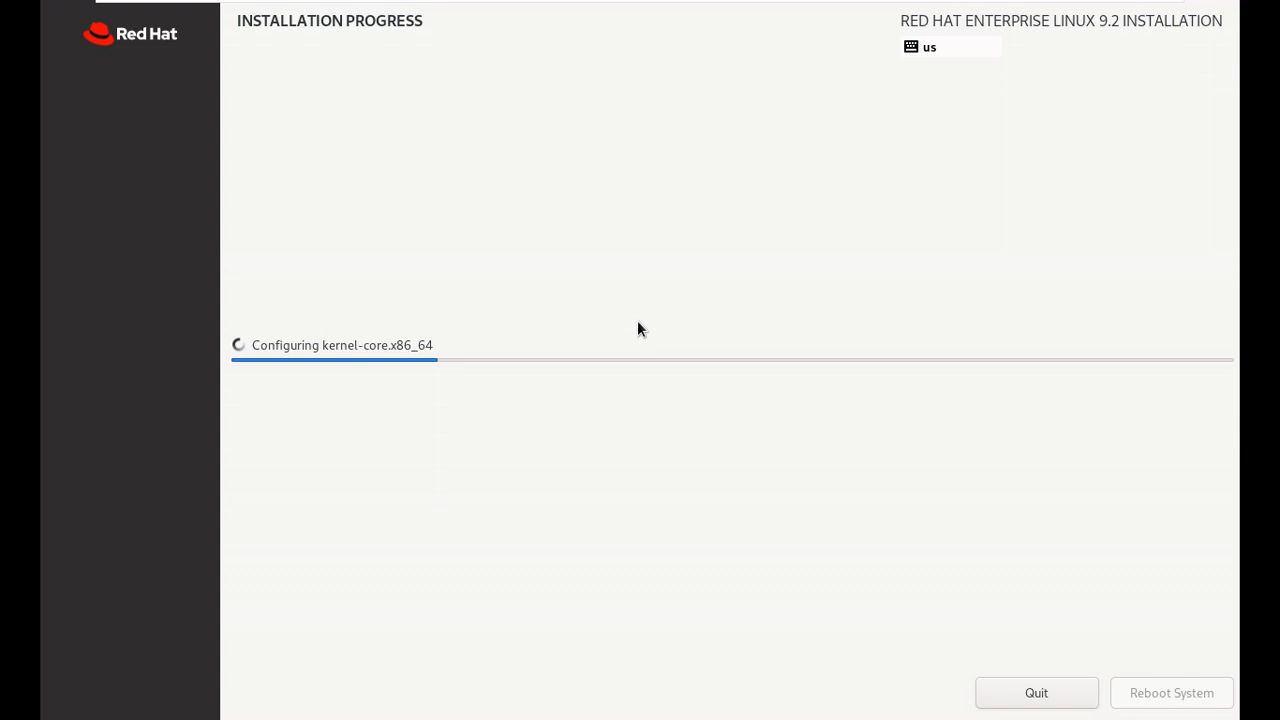 Red Hat
INSTALLATION PROGRESS
RED HAT ENTERPRISE LINUX 9.2 INSTALLATION
us
Configuring kernel-core.x86_64
Quit
Reboot System